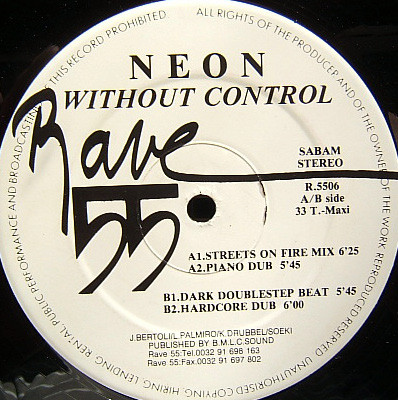 ALL RIGHTS OF THE PRODUCER AND OF THE OWNER OF THE WORK REPRODUCED RESERVED. UNAUTHORISED COPYING, HIRING, LENDING, RENTAL, PUBLIC PERFORMANCE AND BROADCASTING OF THIS RECORD PROHIBITED
NEON
WITHOUT CONTROL
Rave
55
SABAM
STEREO
R.5506
A/B side
33 T.-Maxi
A1.STREETS ON FIRE MIX 6'25
A2.PIANO DUB 5'45
B1.DARK DOUBLESTEP BEAT 5'45
B2.HARDCORE DUB 6'00
J.BERTOLI/L.PALMIRO/K.DRUBBEL/SOEKI
PUBLISHED BY B.M.L.C.SOUND
Rave 55:Tel.0032 91 696 163
Rave 55:Fax.0032 91 697 802